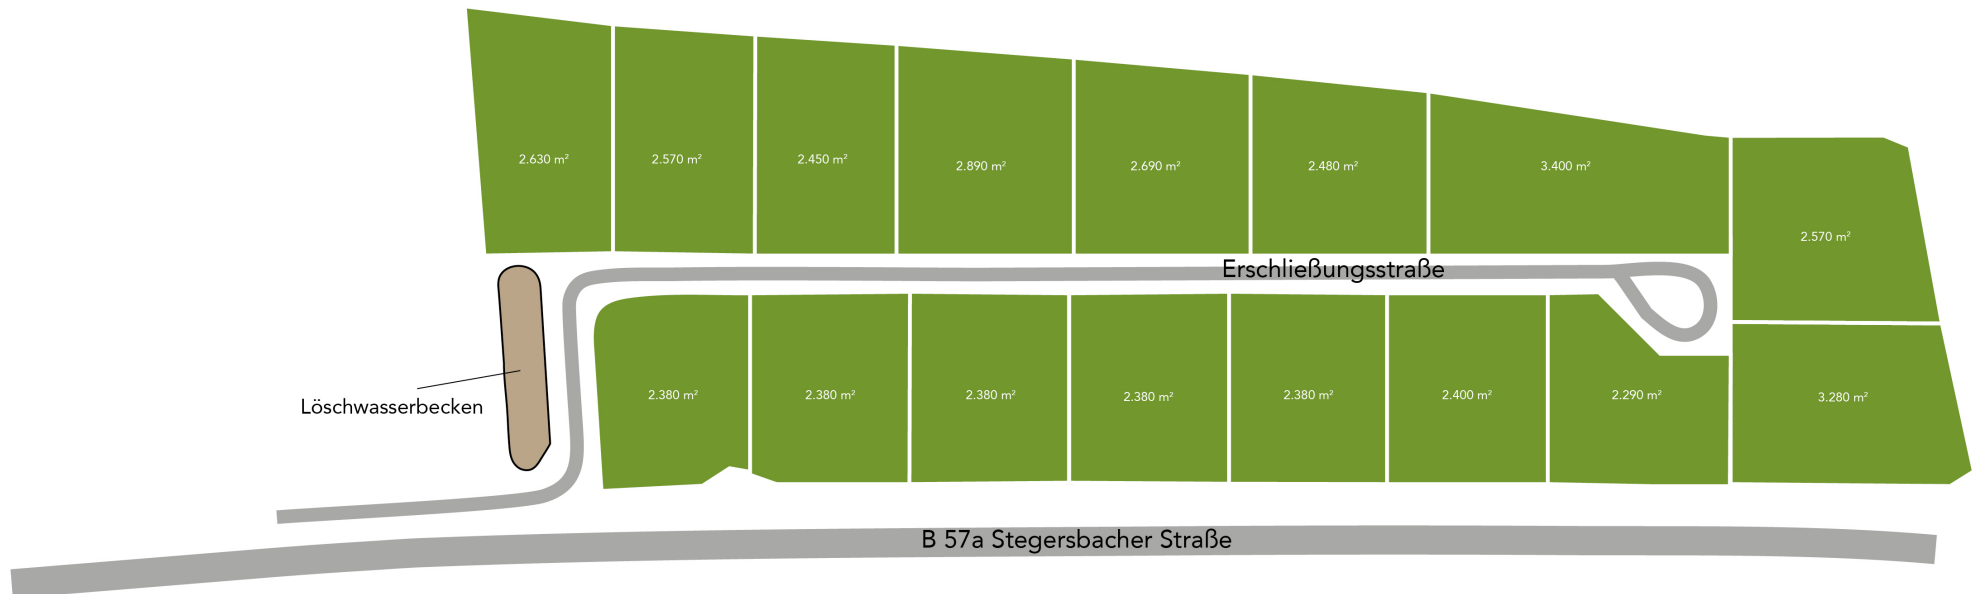 2.630 m²
2.570 m²
2.450 m²
2.890 m²
2.690 m²
2.480 m²
3.400 m²
2.570 m²
Erschließungsstraße
2.380 m²
2.380 m²
2.380 m²
2.380 m²
2.380 m²
2.400 m²
2.290 m²
3.280 m²
Löschwasserbecken
B 57a Stegersbacher Straße